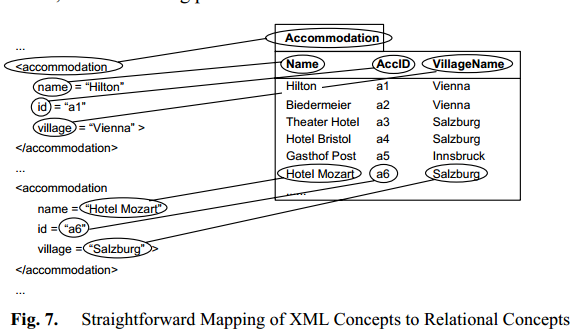 ...
<accommodation
name = "Hilton"
id = "a1"
village = "Vienna" >
</accommodation>
...
<accommodation
name = "Hotel Mozart"
id = "a6"
village = "Salzburg" >
</accommodation>
...
Accommodation
Name AccID VillageName
Hilton a1 Vienna
Biedermeier a2 Vienna
Theater Hotel a3 Salzburg
Hotel Bristol a4 Salzburg
Gasthof Post a5 Innsbruck
Hotel Mozart a6 Salzburg
......
Fig. 7. Straightforward Mapping of XML Concepts to Relational Concepts